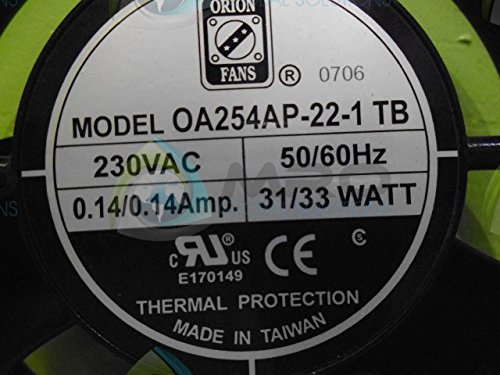 ORION
FANS
® 0706
MODEL OA254AP-22-1 TB
230VAC 50/60Hz
0.14/0.14Amp. 31/33 WATT
c RU ® US CE S
E170149
THERMAL PROTECTION
MADE IN TAIWAN